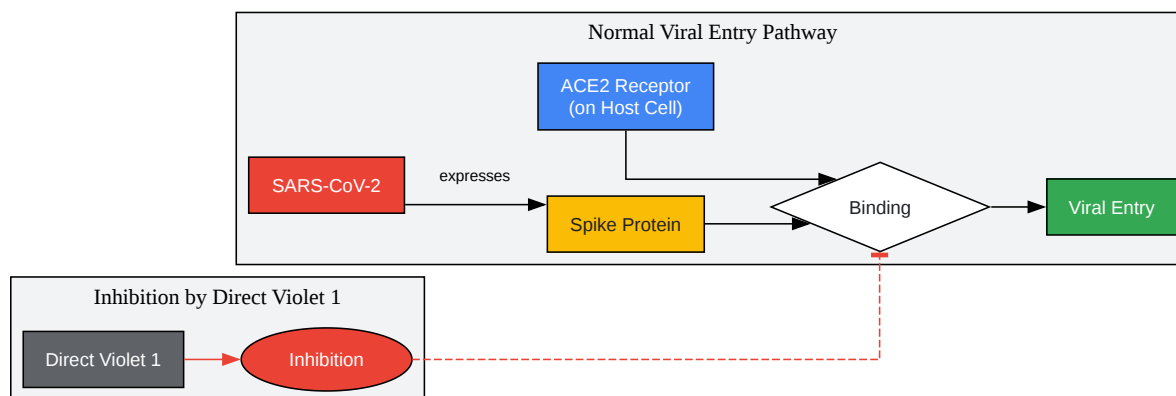 Normal Viral Entry Pathway
ACE2 Receptor
(on Host Cell)
SARS-CoV-2
expresses
Spike Protein
Binding
Viral Entry
Inhibition by Direct Violet 1
Direct Violet 1
Inhibition